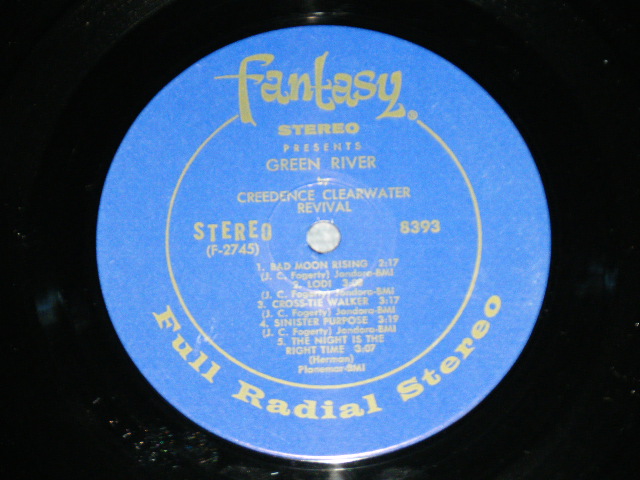 Fantasy®
STEREO
PRESENTS
GREEN RIVER
by
CREEDENCE CLEARWATER
REVIVAL
STEREO 8393
(F-2745)
1. BAD MOON RISING 2:17
(J. C. Fogerty) Jondora-BMI
2. LODI 3:08
(J. C. Fogerty) Jondora-BMI
3. CROSS-TIE WALKER 3:17
(J. C. Fogerty) Jondora-BMI
4. SINISTER PURPOSE 3:19
(J. C. Fogerty) Jondora-BMI
5. THE NIGHT IS THE
RIGHT TIME 3:07
(Herman)
Planemar-BMI
Full Radial Stereo